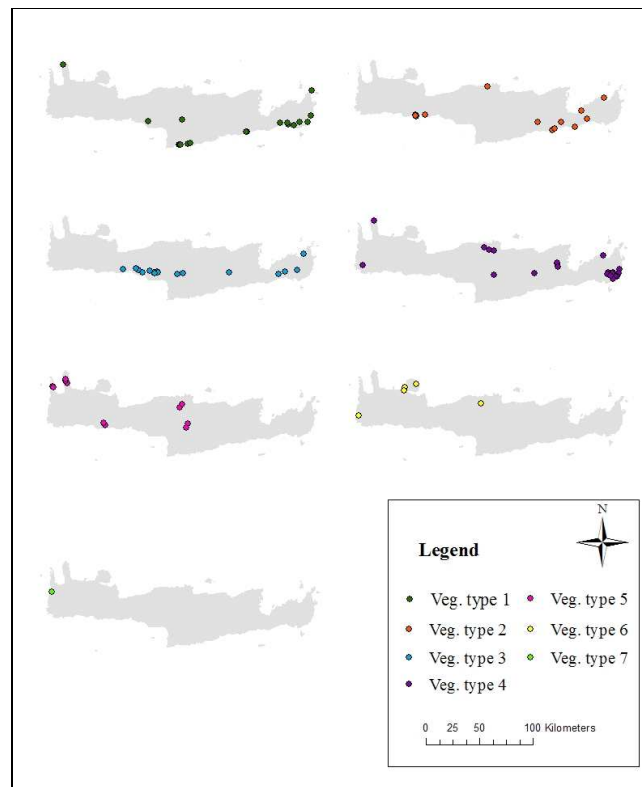 N
Legend
Veg. type 1 Veg. type 5
Veg. type 2 Veg. type 6
Veg. type 3 Veg. type 7
Veg. type 4
0 25 50 100 Kilometers